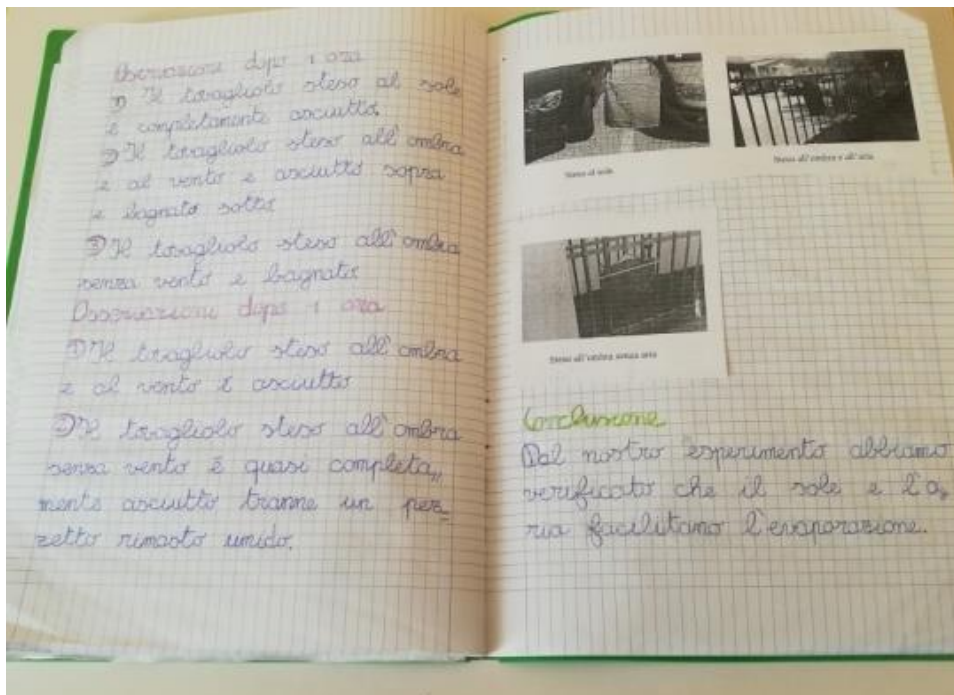 Osservazioni dopo 1 ora
① Il tovagliolo steso al sole
è completamente asciutto.
② Il tovagliolo steso all'ombra
e al vento è asciutto sopra
e bagnato sotto
③ Il tovagliolo steso all'ombra
senza vento è bagnato
Osservazioni dopo 1 ora
① Il tovagliolo steso all'ombra
e al vento è asciutto
② Il tovagliolo steso all'ombra
senza vento è quasi completa„
mente asciutto tranne un pez=
zetto rimasto umido.
Steso al sole
Steso all'ombra e all'aria
Steso all'ombra senza aria
Conclusione
Dal nostro esperimento abbiamo
verificato che il sole e l'a„
ria facilitano l'evaporazione.